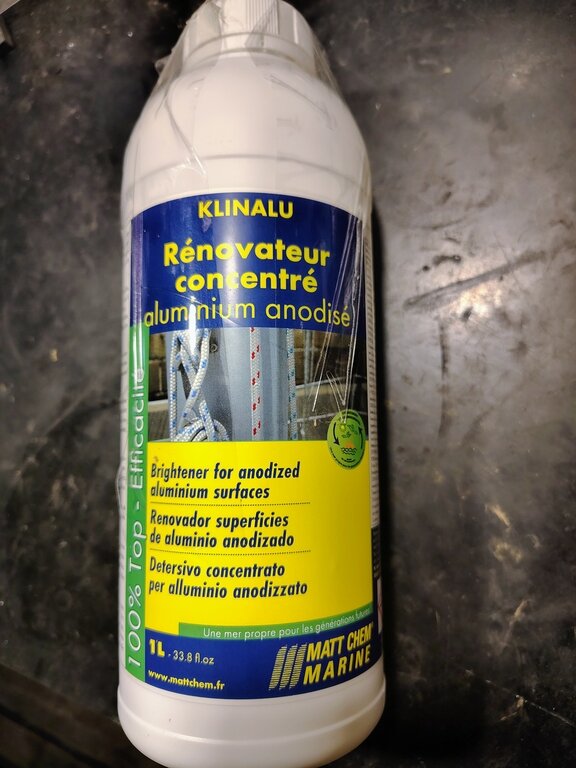 KLINALU
Rénovateur
concentré
aluminium anodisé
100% Top - Efficacité
Brightener for anodized
aluminium surfaces
Renovador superficies
de aluminio anodizado
Detersivo concentrato
per alluminio anodizzato
Une mer propre pour les générations futures
1L - 33.8 fl.oz
www.mattchem.fr
MATT CHEM
MARINE